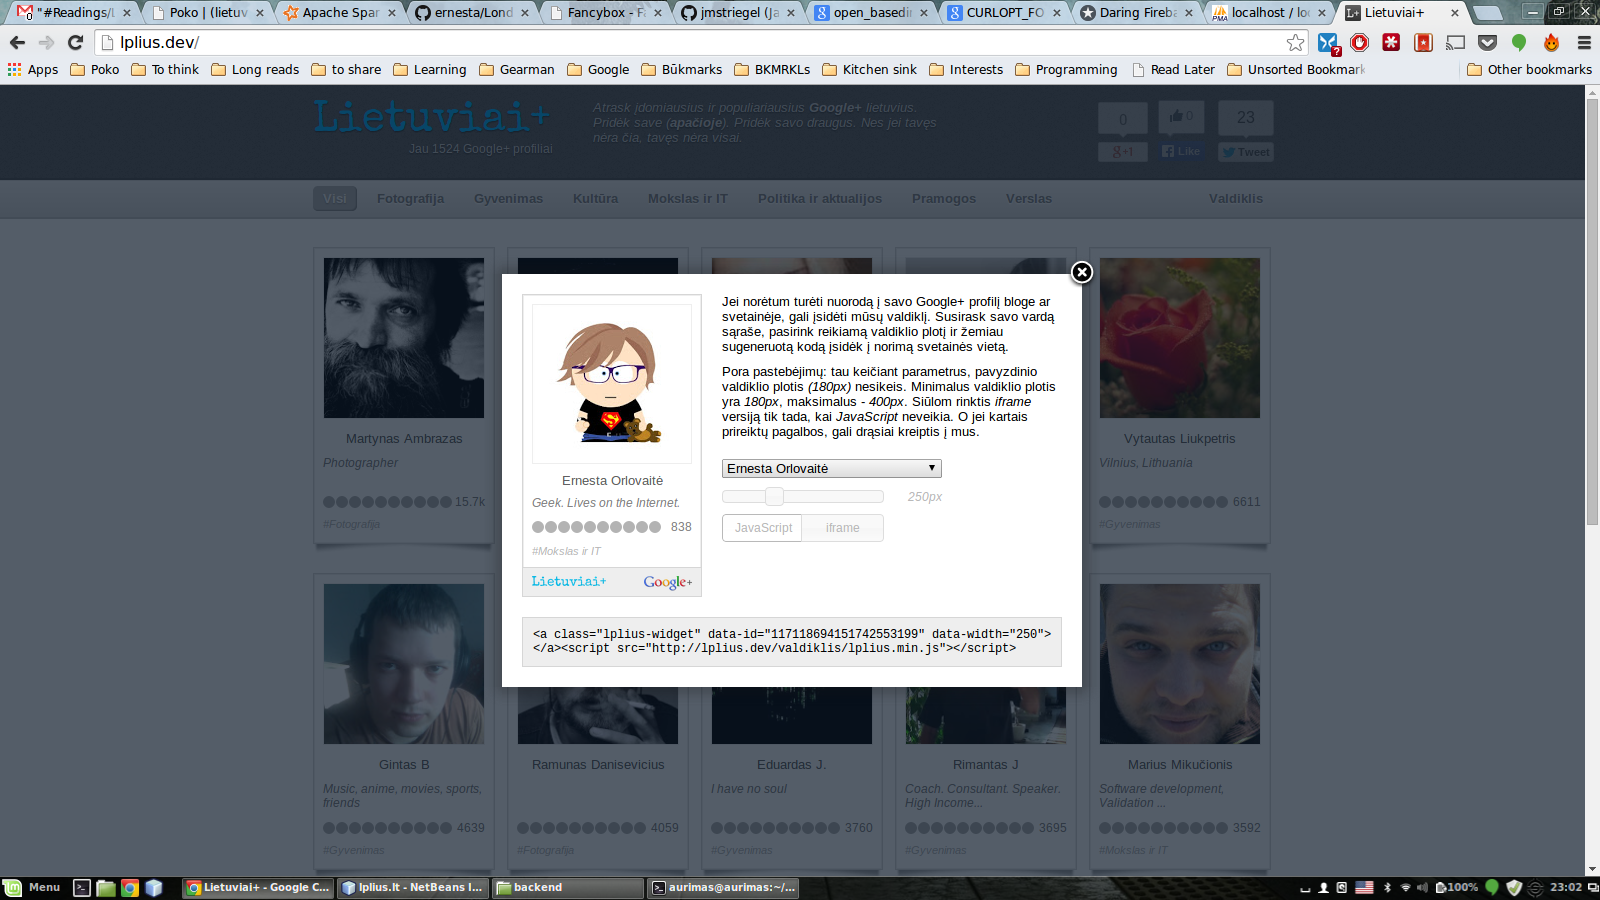 "#Readings/L
Poko | (lietuv
Apache Spar
ernesta/Lond
Fancybox - Fa
jmstriegel (Ja
open_basedir
CURLOPT_FO
Daring Fireba
localhost / loc
Lietuviai+
lplius.dev/
Apps
Poko
To think
Long reads
to share
Learning
Gearman
Google
Būkmarks
BKMRKLs
Kitchen sink
Interests
Programming
Read Later
Unsorted Bookmark
Other bookmarks
Lietuviai+
Jau 1524 Google+ profiliai
Atrask įdomiausius ir populiariausius Google+ lietuvius.
Pridėk save (apačioje). Pridėk savo draugus. Nes jei tavęs
nėra čia, tavęs nėra visai.
0
0
23
g+1
Like
Tweet
Visi
Fotografija
Gyvenimas
Kultūra
Mokslas ir IT
Politika ir aktualijos
Pramogos
Verslas
Valdiklis
Martynas Ambrazas
Photographer
15.7k
#Fotografija
Vytautas Liukpetris
Vilnius, Lithuania
6611
#Gyvenimas
Ernesta Orlovaitė
Geek. Lives on the Internet.
838
#Mokslas ir IT
Lietuviai+
Google+
Jei norėtum turėti nuorodą į savo Google+ profilį bloge ar
svetainėje, gali įsidėti mūsų valdiklį. Susirask savo vardą
sąraše, pasirink reikiamą valdiklio plotį ir žemiau
sugeneruotą kodą įsidėk į norimą svetainės vietą.
Pora pastebėjimų: tau keičiant parametrus, pavyzdinio
valdiklio plotis (180px) nesikeis. Minimalus valdiklio plotis
yra 180px, maksimalus - 400px. Siūlom rinktis iframe
versiją tik tada, kai JavaScript neveikia. O jei kartais
prireiktų pagalbos, gali drąsiai kreiptis į mus.
Ernesta Orlovaitė
250px
JavaScript
iframe
<a class="lplius-widget" data-id="117118694151742553199" data-width="250">
</a><script src="http://lplius.dev/valdiklis/lplius.min.js"></script>
Gintas B
Music, anime, movies, sports,
friends
4639
#Gyvenimas
Ramunas Danisevicius
4059
#Fotografija
Eduardas J.
I have no soul
3760
#Gyvenimas
Rimantas J
Coach. Consultant. Speaker.
High Income...
3695
#Gyvenimas
Marius Mikučionis
Software development,
Validation ...
3592
#Mokslas ir IT
Menu
Lietuviai+ - Google C...
lplius.lt - NetBeans I...
backend
aurimas@aurimas:~/...
100%
23:02